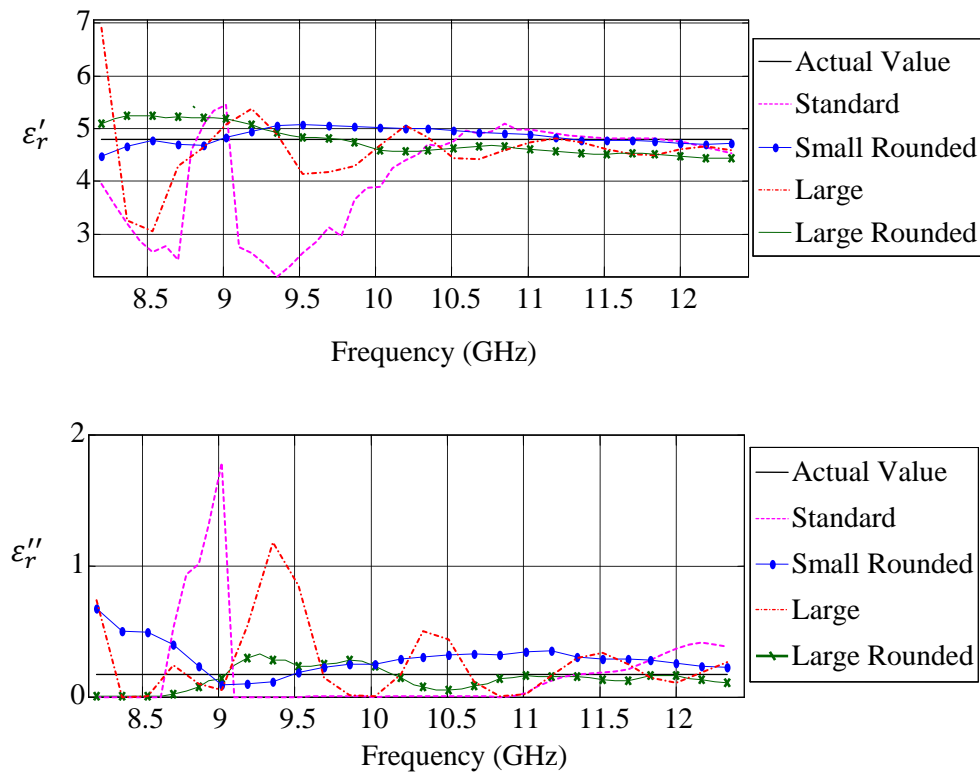 7
6
5
4
3
ε′r
8.5 9 9.5 10 10.5 11 11.5 12
Frequency (GHz)
Actual Value
Standard
Small Rounded
Large
Large Rounded
2
1
0
ε′′r
8.5 9 9.5 10 10.5 11 11.5 12
Frequency (GHz)
Actual Value
Standard
Small Rounded
Large
Large Rounded